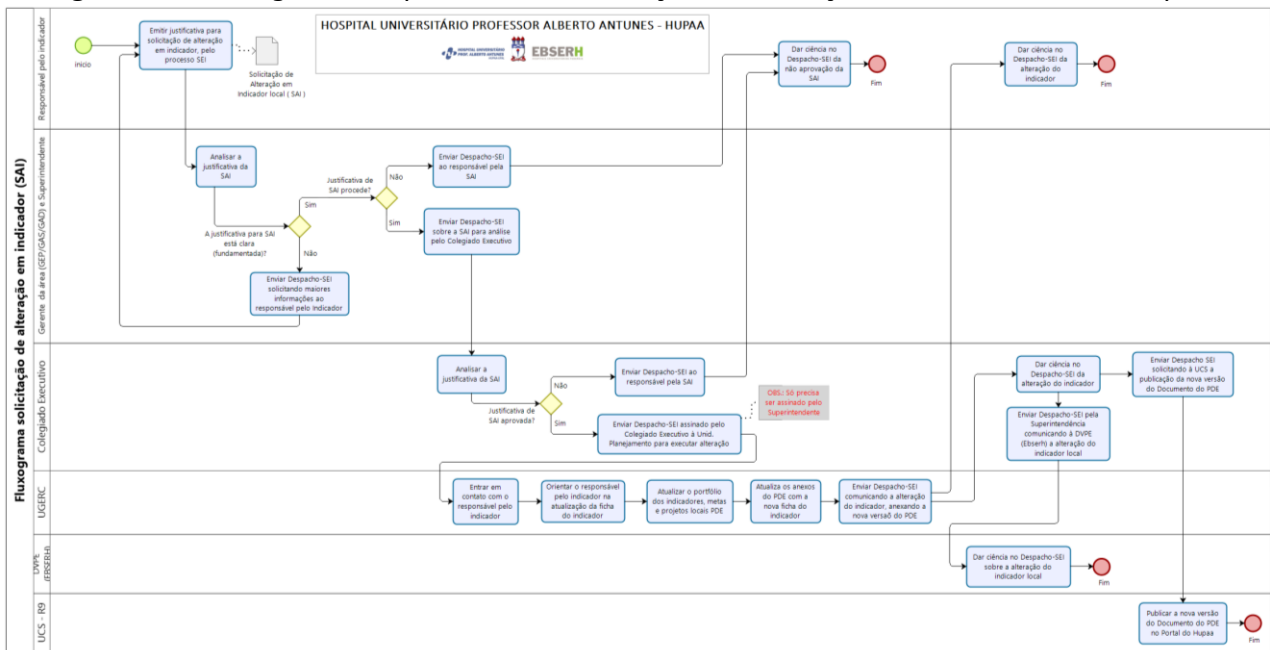 HOSPITAL UNIVERSITÁRIO PROFESSOR ALBERTO ANTUNES - HUPAA
HOSPITAL UNIVERSITÁRIO
PROF. ALBERTO ANTUNES
EBSERH
Fluxograma solicitação de alteração em indicador (SAI)
Responsável pelo indicador
início
Emitir justificativa para
solicitação de alteração
em indicador, pelo
processo SEI
Solicitação de
Alteração em
Indicador local ( SAI )
Dar ciência no
Despacho-SEI da
não aprovação da
SAI
Fim
Dar ciência no
Despacho-SEI da
alteração do
indicador
Fim
Gerente da área (GEP/GAS/GAD) e Superintendente
Analisar a
justificativa da
SAI
A justificativa para SAI
está clara
(fundamentada)?
Sim
Não
Enviar Despacho-SEI
solicitando maiores
informações ao
responsável pelo Indicador
Justificativa de
SAI procede?
Não
Sim
Enviar Despacho-SEI
ao responsável pela
SAI
Enviar Despacho-SEI
sobre a SAI para análise
pelo Colegiado Executivo
Colegiado Executivo
Analisar a
justificativa da SAI
Justificativa de
SAI aprovada?
Não
Sim
Enviar Despacho-SEI ao
responsável pela SAI
Enviar Despacho-SEI assinado pelo
Colegiado Executivo à Unid.
Planejamento para executar alteração
OBS.: Só precisa
ser assinado pelo
Superintendente
Dar ciência no
Despacho-SEI da
alteração do indicador
Enviar Despacho-SEI pela
Superintendência
comunicando à DVPE
(Ebserh) a alteração do
indicador local
Enviar Despacho SEI
solicitando à UCS a
publicação da nova versão
do Documento do PDE
UGERC
Entrar em
contato com o
responsável pelo
indicador
Orientar o responsável
pelo indicador na
atualização da ficha
do indicador
Atualizar o portfólio
dos indicadores, metas
e projetos locais PDE
Atualiza os anexos
do PDE com a
nova ficha do
indicador
Enviar Despacho-SEI
comunicando a alteração
do indicador, anexando a
nova versaõ do PDE
DVPE
(EBSERH)
Dar ciência no Despacho-SEI
sobre a alteração do
indicador local
Fim
UCS - R9
Publicar a nova versão
do Documento do PDE
no Portal do Hupaa
Fim